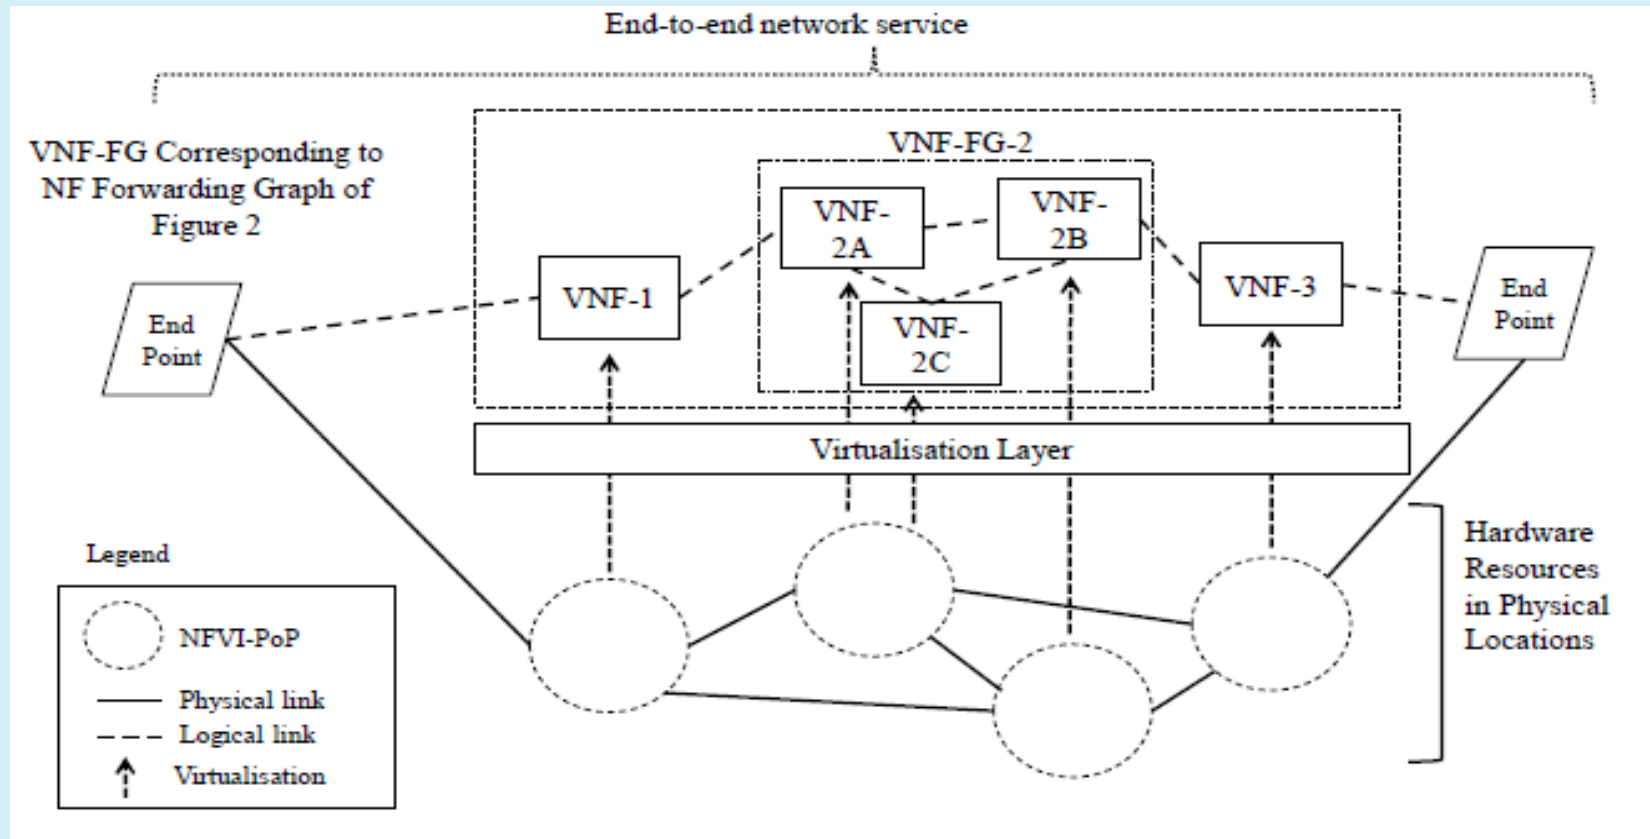 End-to-end network service
VNF-FG Corresponding to
NF Forwarding Graph of
Figure 2
VNF-FG-2
VNF-
2A
VNF-
2B
VNF-1
VNF-
2C
VNF-3
End
Point
End
Point
Virtualisation Layer
Hardware
Resources
in Physical
Locations
Legend
NFVI-PoP
Physical link
Logical link
Virtualisation